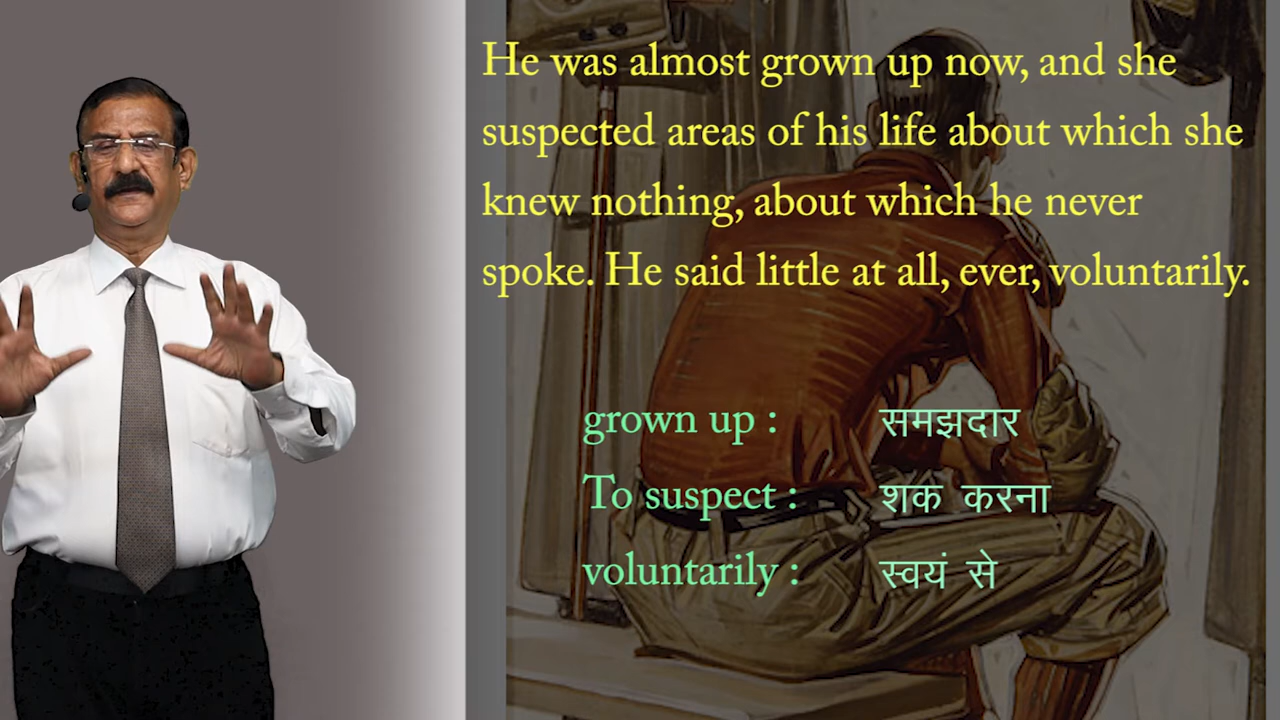 He was almost grown up now, and she
suspected areas of his life about which she
knew nothing, about which he never
spoke. He said little at all, ever, voluntarily.
grown up : समझदार
To suspect : शक करना
voluntarily : स्वयं से